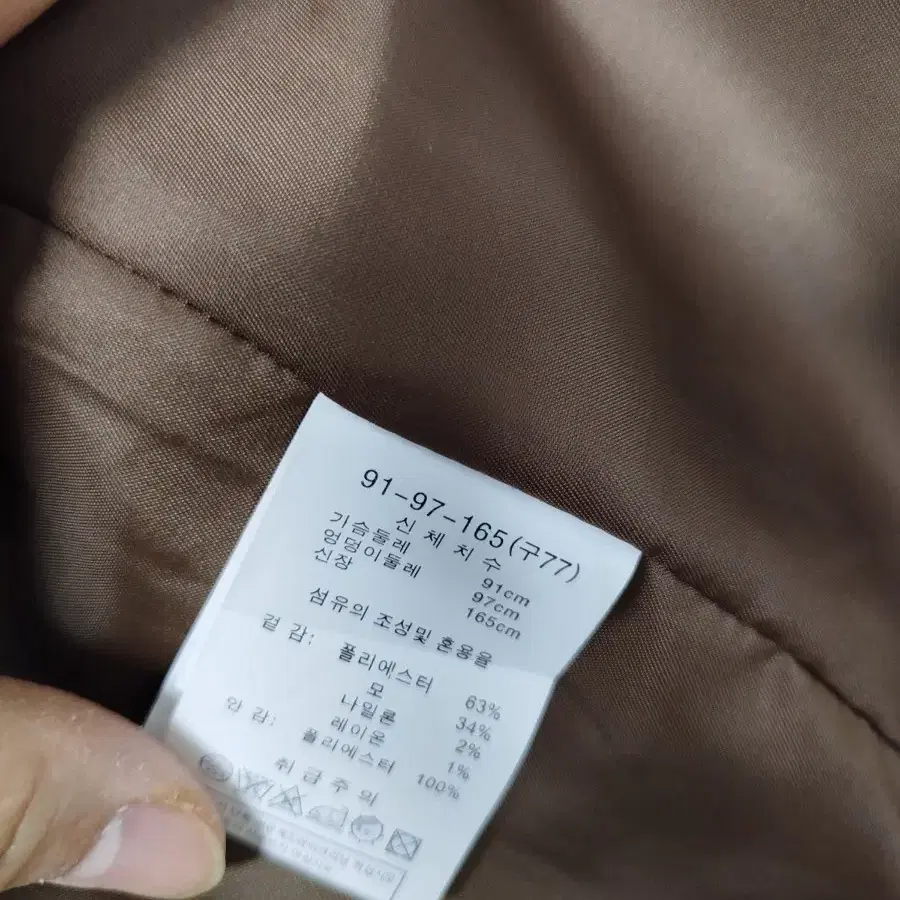 91-97-165(구77)
신 체 치 수
가슴둘레 91cm
엉덩이둘레 97cm
신장 165cm
섬유의 조성및 혼용율
겉 감: 폴리에스터 63%
모 34%
나일론 2%
레이온 1%
안 감: 폴리에스터 100%
취 급 주 의